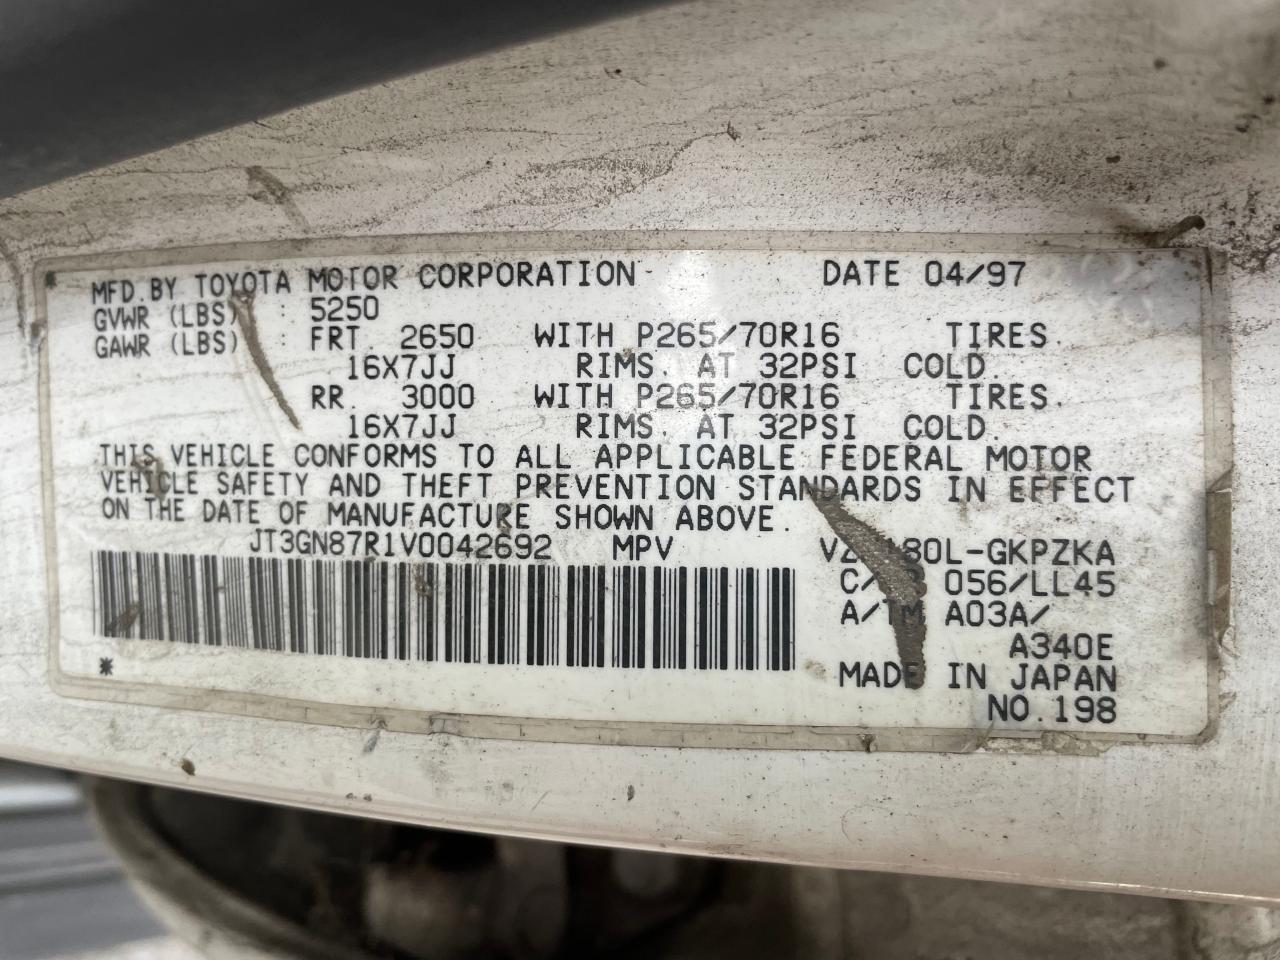 MFD.BY TOYOTA MOTOR CORPORATION DATE 04/97
GVWR (LBS) : 5250
GAWR (LBS) : FRT. 2650 WITH P265/70R16 TIRES.
16X7JJ RIMS. AT 32PSI COLD.
RR. 3000 WITH P265/70R16 TIRES.
16X7JJ RIMS. AT 32PSI COLD.
THIS VEHICLE CONFORMS TO ALL APPLICABLE FEDERAL MOTOR
VEHICLE SAFETY AND THEFT PREVENTION STANDARDS IN EFFECT
ON THE DATE OF MANUFACTURE SHOWN ABOVE.
JT3GN87R1V0042692 MPV
056/LL45
A/TM A03A/
A340E
* MADE IN JAPAN
NO.198